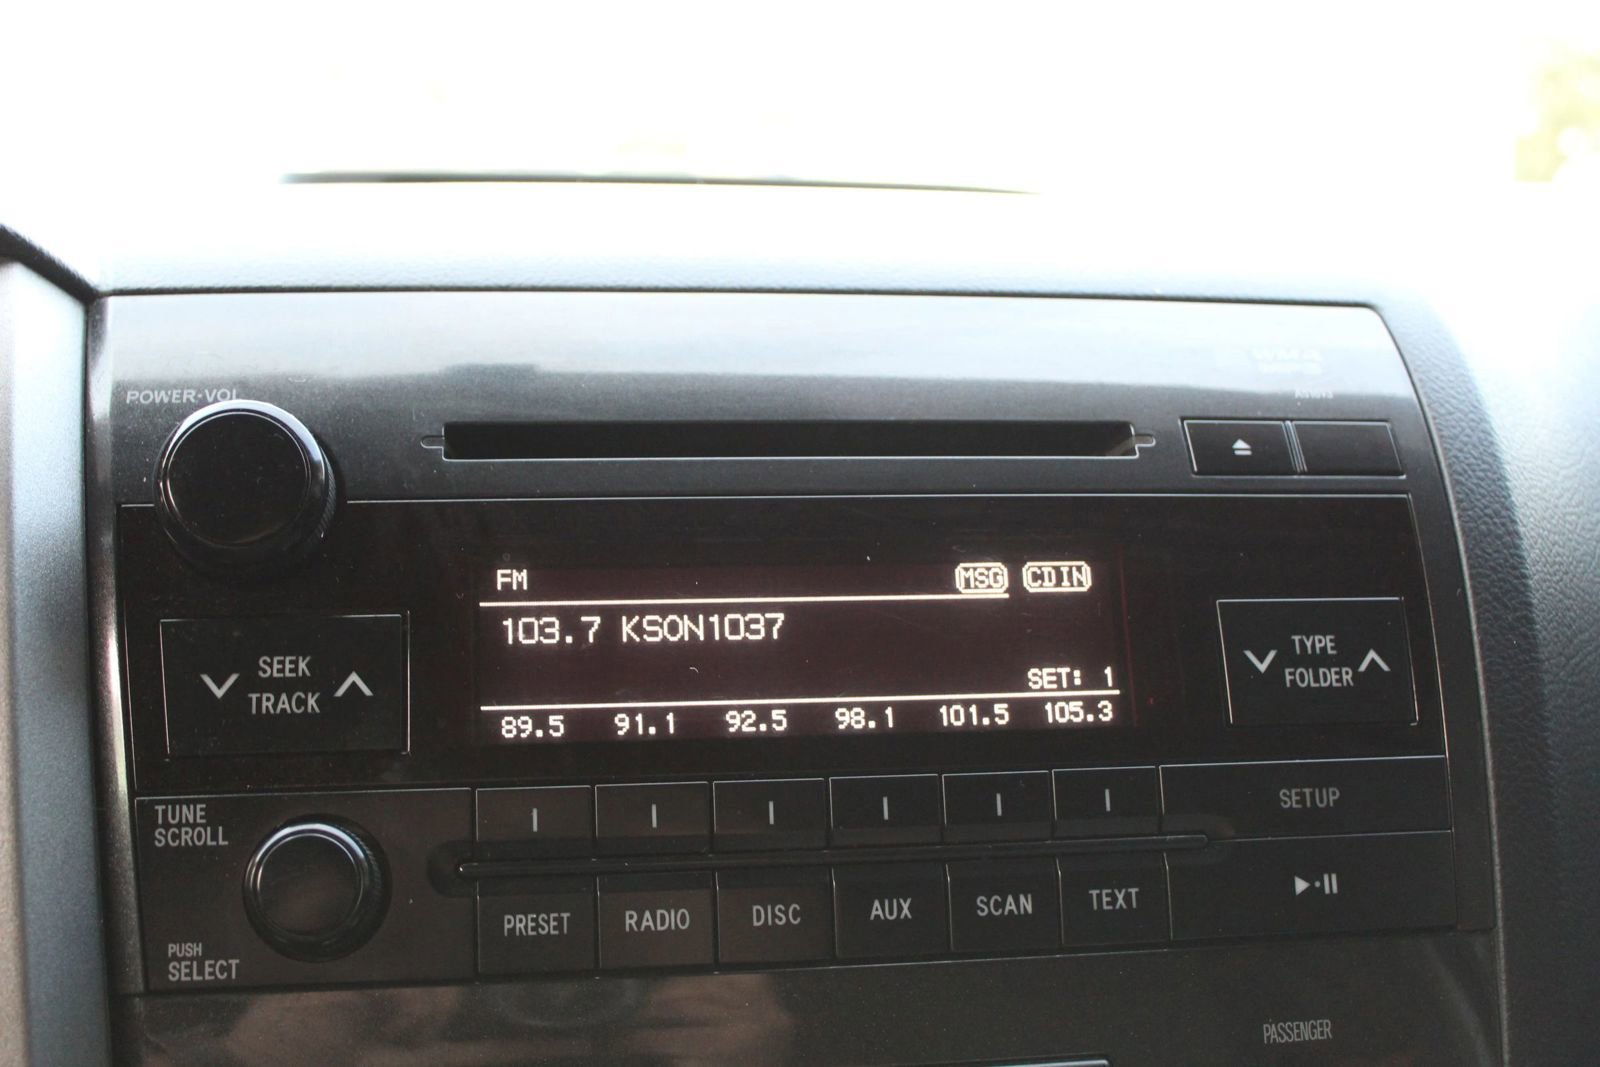 POWER·VOL
FM MSG CD IN
103.7 KSON1037
SEEK
TRACK
TYPE
FOLDER
SET: 1
89.5 91.1 92.5 98.1 101.5 105.3
TUNE
SCROLL
SETUP
PRESET RADIO DISC AUX SCAN TEXT
PUSH
SELECT
PASSENGER